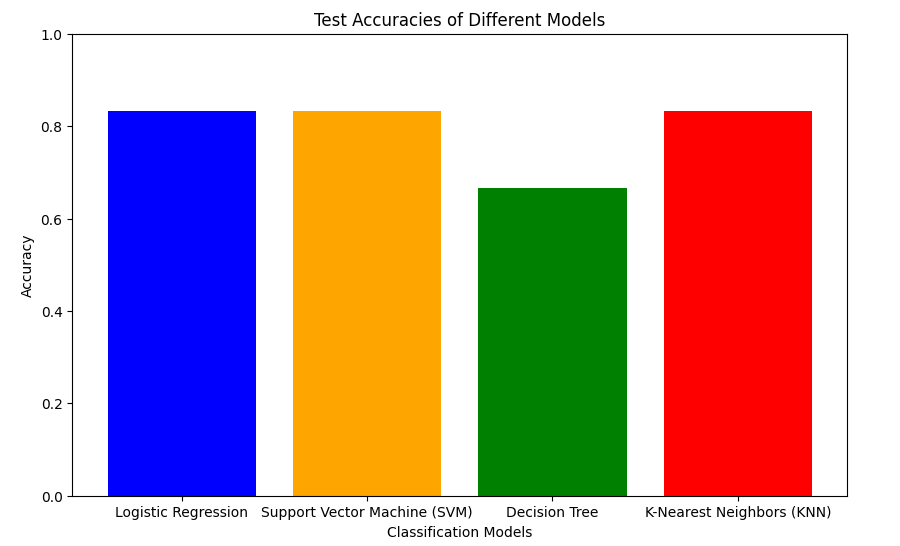 Test Accuracies of Different Models
1.0
0.8
0.6
0.4
0.2
0.0
Accuracy
Logistic Regression Support Vector Machine (SVM) Decision Tree K-Nearest Neighbors (KNN)
Classification Models